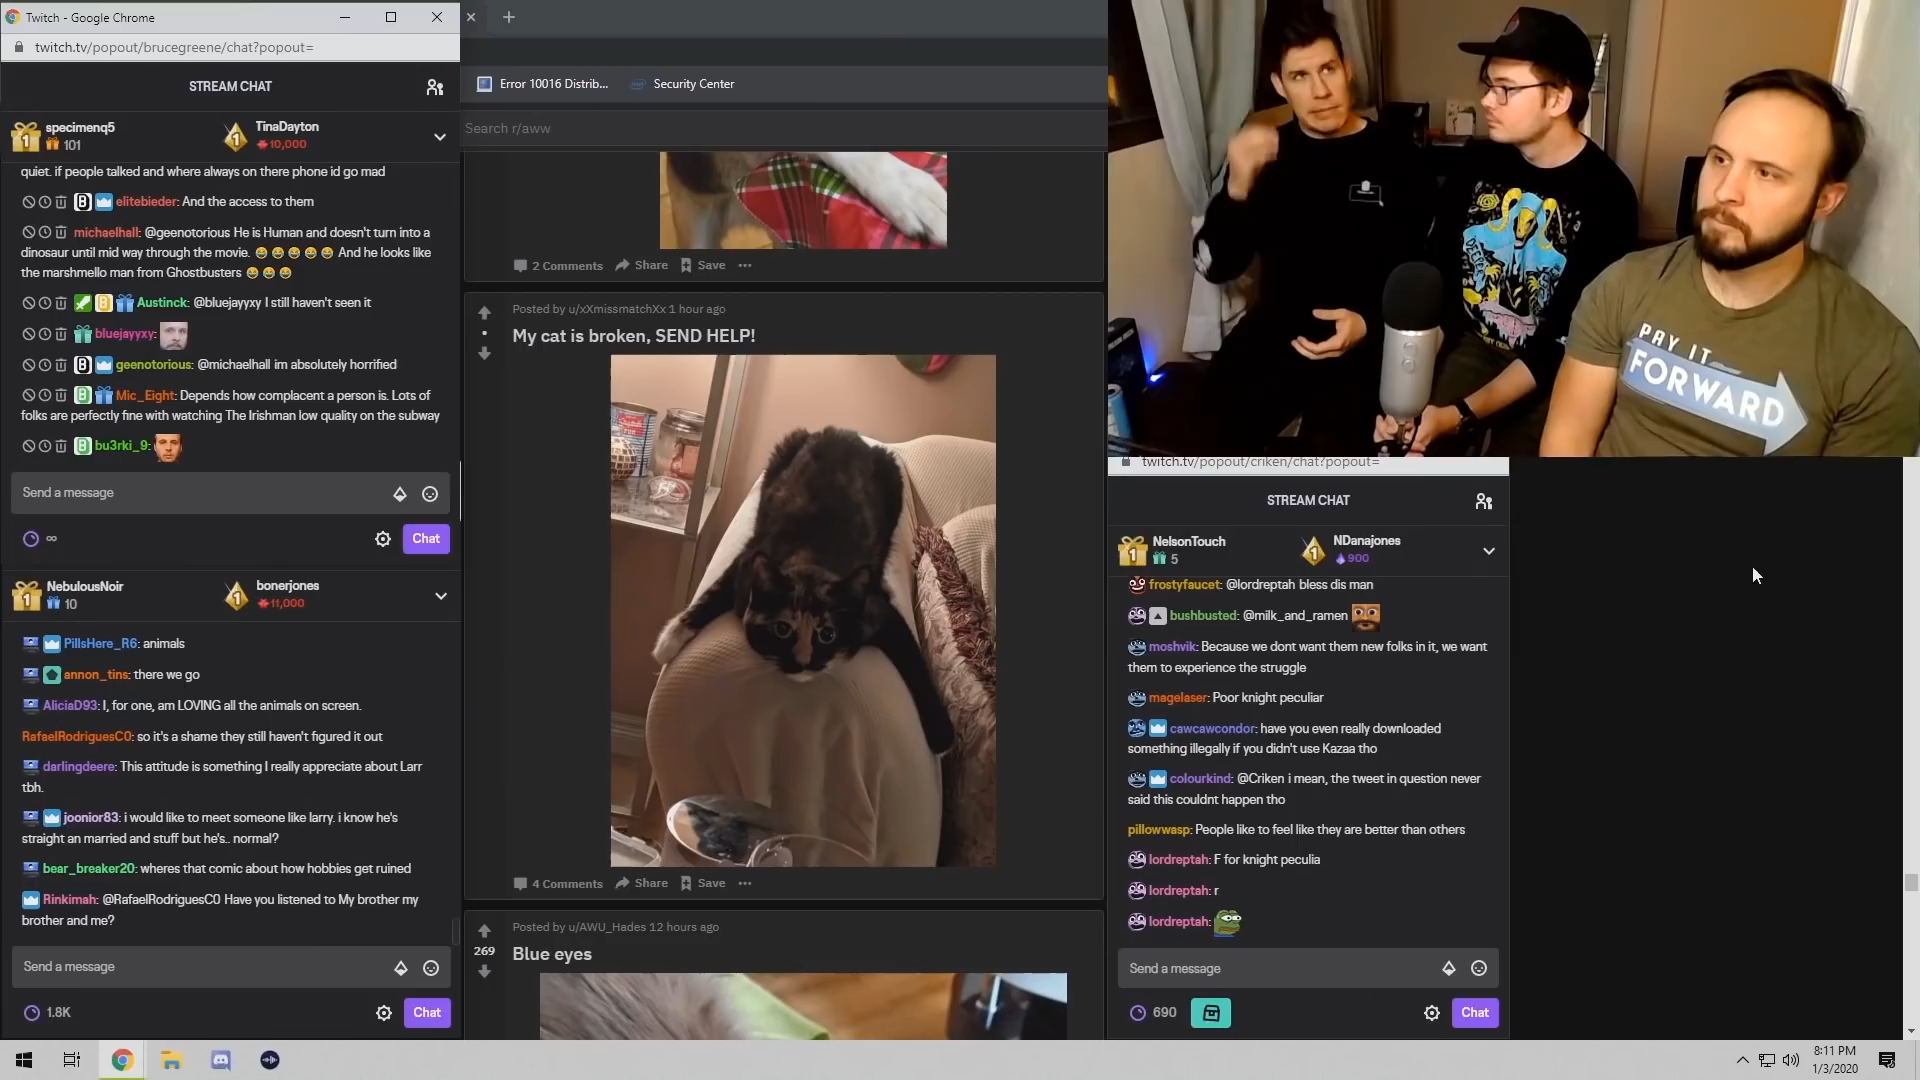 Twitch - Google Chrome
twitch.tv/popout/brucegreene/chat?popout=
STREAM CHAT
specimenq5
101
TinaDayton
10,000
quiet. if people talked and where always on there phone id go mad
elitebieder: And the access to them
michaelhall: @geenotorious He is Human and doesn't turn into a
dinosaur until mid way through the movie. And he looks like
the marshmello man from Ghostbusters
Austinck: @bluejayyxy I still haven't seen it
bluejayyxy:
geenotorious: @michaelhall im absolutely horrified
Mic_Eight: Depends how complacent a person is. Lots of
folks are perfectly fine with watching The Irishman low quality on the subway
bu3rki_9:
Send a message
∞
Chat
NebulousNoir
10
bonerjones
11,000
PillsHere_R6: animals
annon_tins: there we go
AliciaD93: I, for one, am LOVING all the animals on screen.
RafaelRodriguesC0: so it's a shame they still haven't figured it out
darlingdeere: This attitude is something I really appreciate about Larr
tbh.
joonior83: i would like to meet someone like larry. i know he's
straight an married and stuff but he's.. normal?
bear_breaker20: wheres that comic about how hobbies get ruined
Rinkimah: @RafaelRodriguesC0 Have you listened to My brother my
brother and me?
Send a message
1.8K
Chat
Error 10016 Distrib...
Security Center
Search r/aww
2 Comments
Share
Save
Posted by u/xXmissmatchXx 1 hour ago
My cat is broken, SEND HELP!
4 Comments
Share
Save
Posted by u/AWU_Hades 12 hours ago
269
Blue eyes
PAY IT
FORWARD
twitch.tv/popout/criken/chat?popout=
STREAM CHAT
NelsonTouch
5
NDanajones
900
frostyfaucet: @lordreptah bless dis man
bushbusted: @milk_and_ramen
moshvik: Because we dont want them new folks in it, we want
them to experience the struggle
magelaser: Poor knight peculiar
cawcawcondor: have you even really downloaded
something illegally if you didn't use Kazaa tho
colourkind: @Criken i mean, the tweet in question never
said this couldnt happen tho
pillowwasp: People like to feel like they are better than others
lordreptah: F for knight peculia
lordreptah: r
lordreptah:
Send a message
690
Chat
8:11 PM
1/3/2020